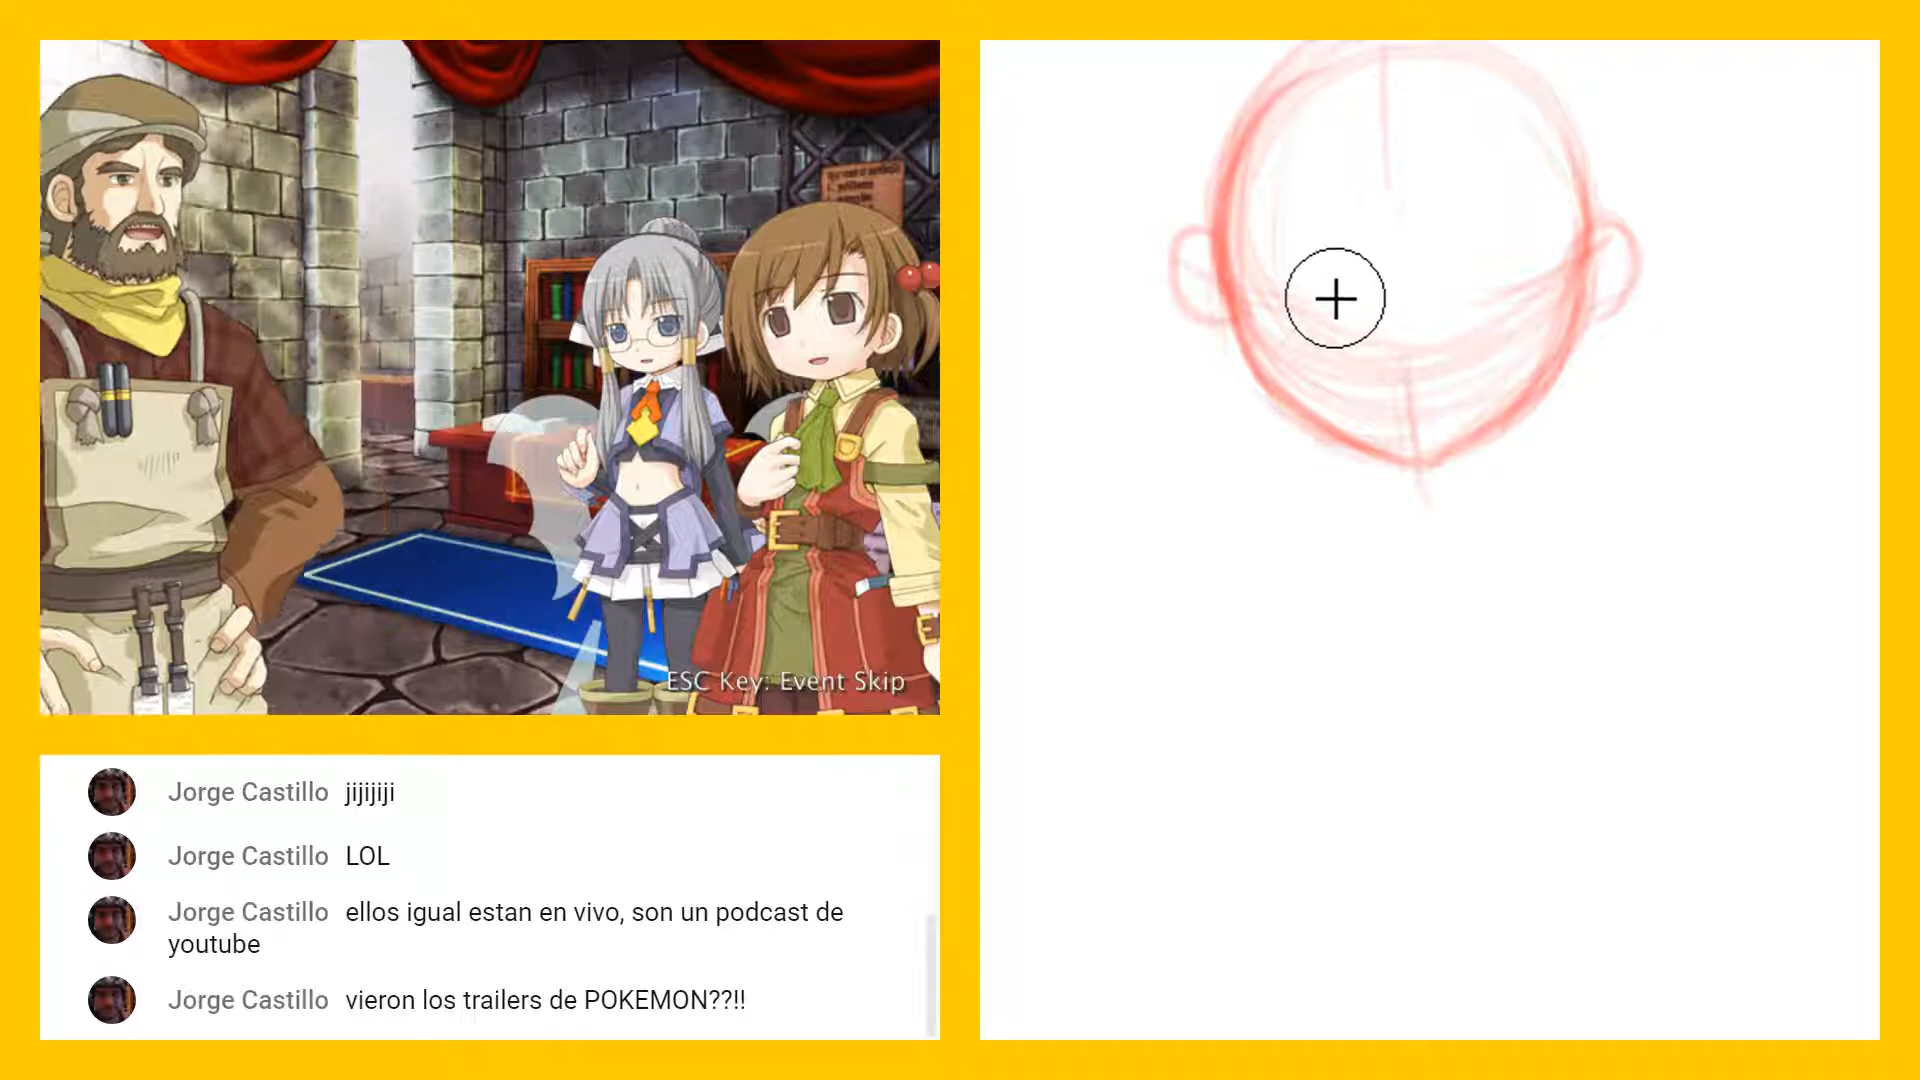 ESC Key: Event Skip
Jorge Castillo jijijiji
Jorge Castillo LOL
Jorge Castillo ellos igual estan en vivo, son un podcast de
youtube
Jorge Castillo vieron los trailers de POKEMON??!!